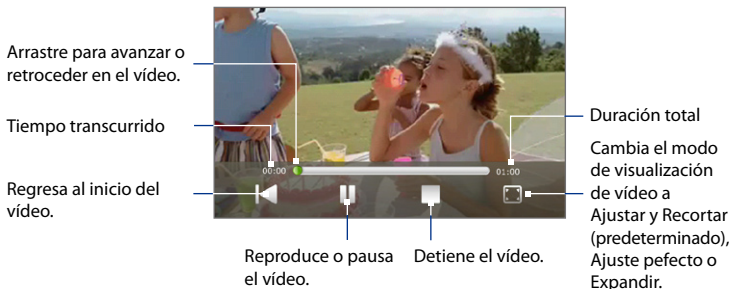 Arrastre para avanzar o
retroceder en el vídeo.
Tiempo transcurrido
Regresa al inicio del
vídeo.
00:00
01:00
Reproduce o pausa
el vídeo.
Detiene el vídeo.
Duración total
Cambia el modo
de visualización
de vídeo a
Ajustar y Recortar
(predeterminado),
Ajuste pefecto o
Expandir.